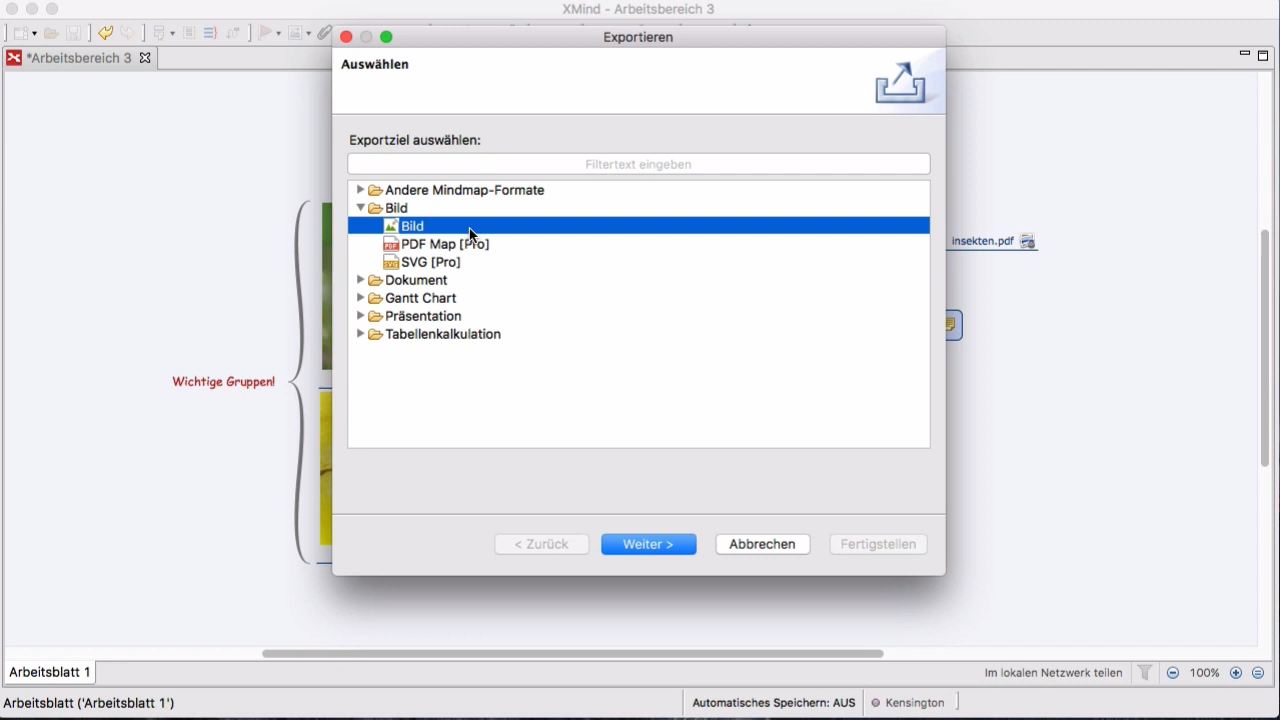 XMind - Arbeitsbereich 3
*Arbeitsbereich 3
Exportieren
Auswählen
Exportziel auswählen:
Filtertext eingeben
Andere Mindmap-Formate
Bild
Bild
PDF Map [Pro]
SVG [Pro]
Dokument
Gantt Chart
Präsentation
Tabellenkalkulation
insekten.pdf
Wichtige Gruppen!
< Zurück
Weiter >
Abbrechen
Fertigstellen
Arbeitsblatt 1
Im lokalen Netzwerk teilen
100%
Arbeitsblatt ('Arbeitsblatt 1')
Automatisches Speichern: AUS
Kensington